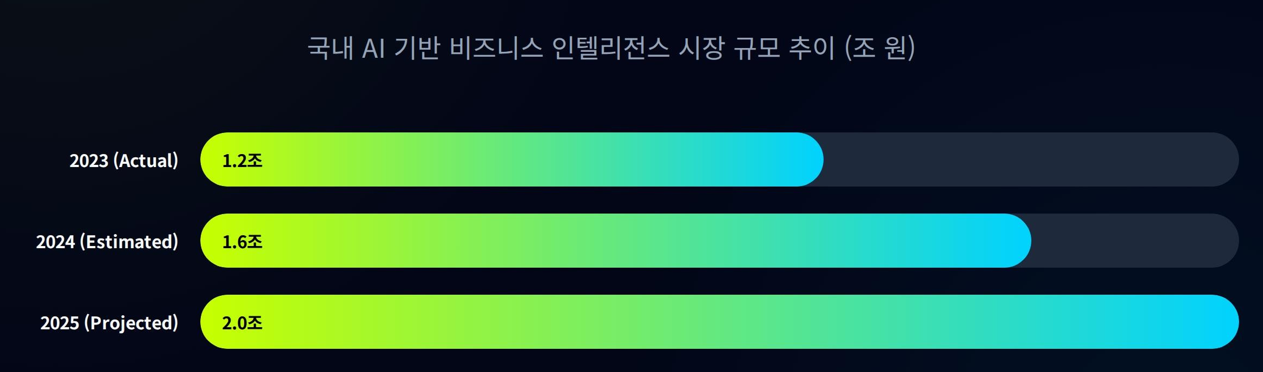 국내 AI 기반 비즈니스 인텔리전스 시장 규모 추이 (조 원)
2023 (Actual) 1.2조
2024 (Estimated) 1.6조
2025 (Projected) 2.0조